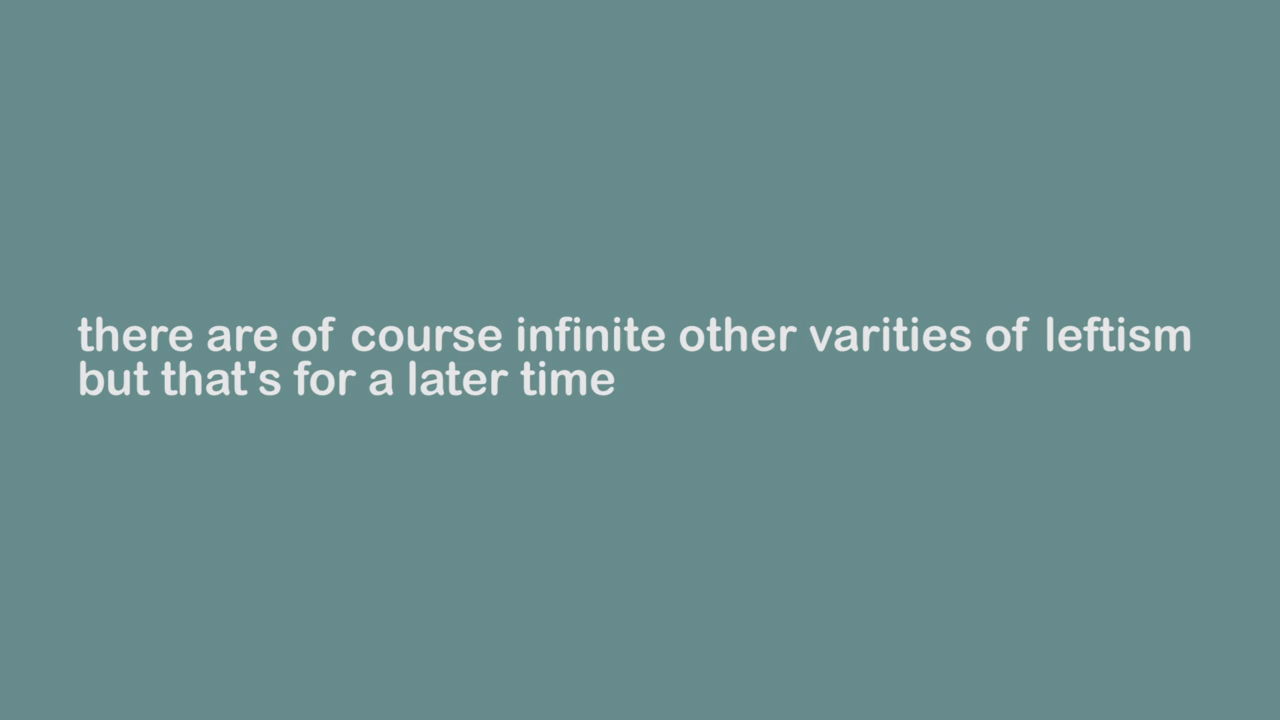 there are of course infinite other varities of leftism
but that's for a later time